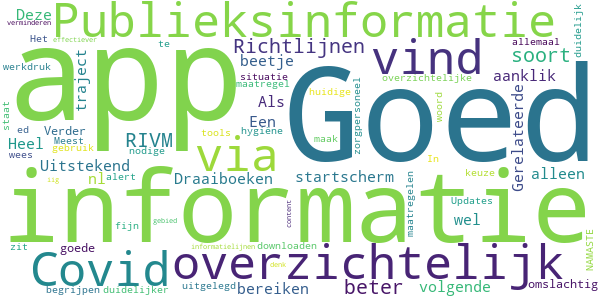 Deze Publieksinformatie allemaal
verminderen effectiever duidelijk
Het te Richtlijnen vind soort
werkdruk beetje situatie overzichtelijke aanklik
app Goed
traject maatregel Als huidige zorgpersoneel Gerelateerde
staat Een hygiëne woord
ed Verder RIVM tools maak
Heel Meest gebruik nodige via In keuze alleen
wees Uitstekend
nl alert Draaiboeken startscherm maatregelen
informatie
fijn gebied content Updates wel NAMASTE
zit goede informatielijnen downloaden
Covid overzichtelijk
denk
begrijpen duidelijker uitgelegd bereiken beter volgende omslachtig